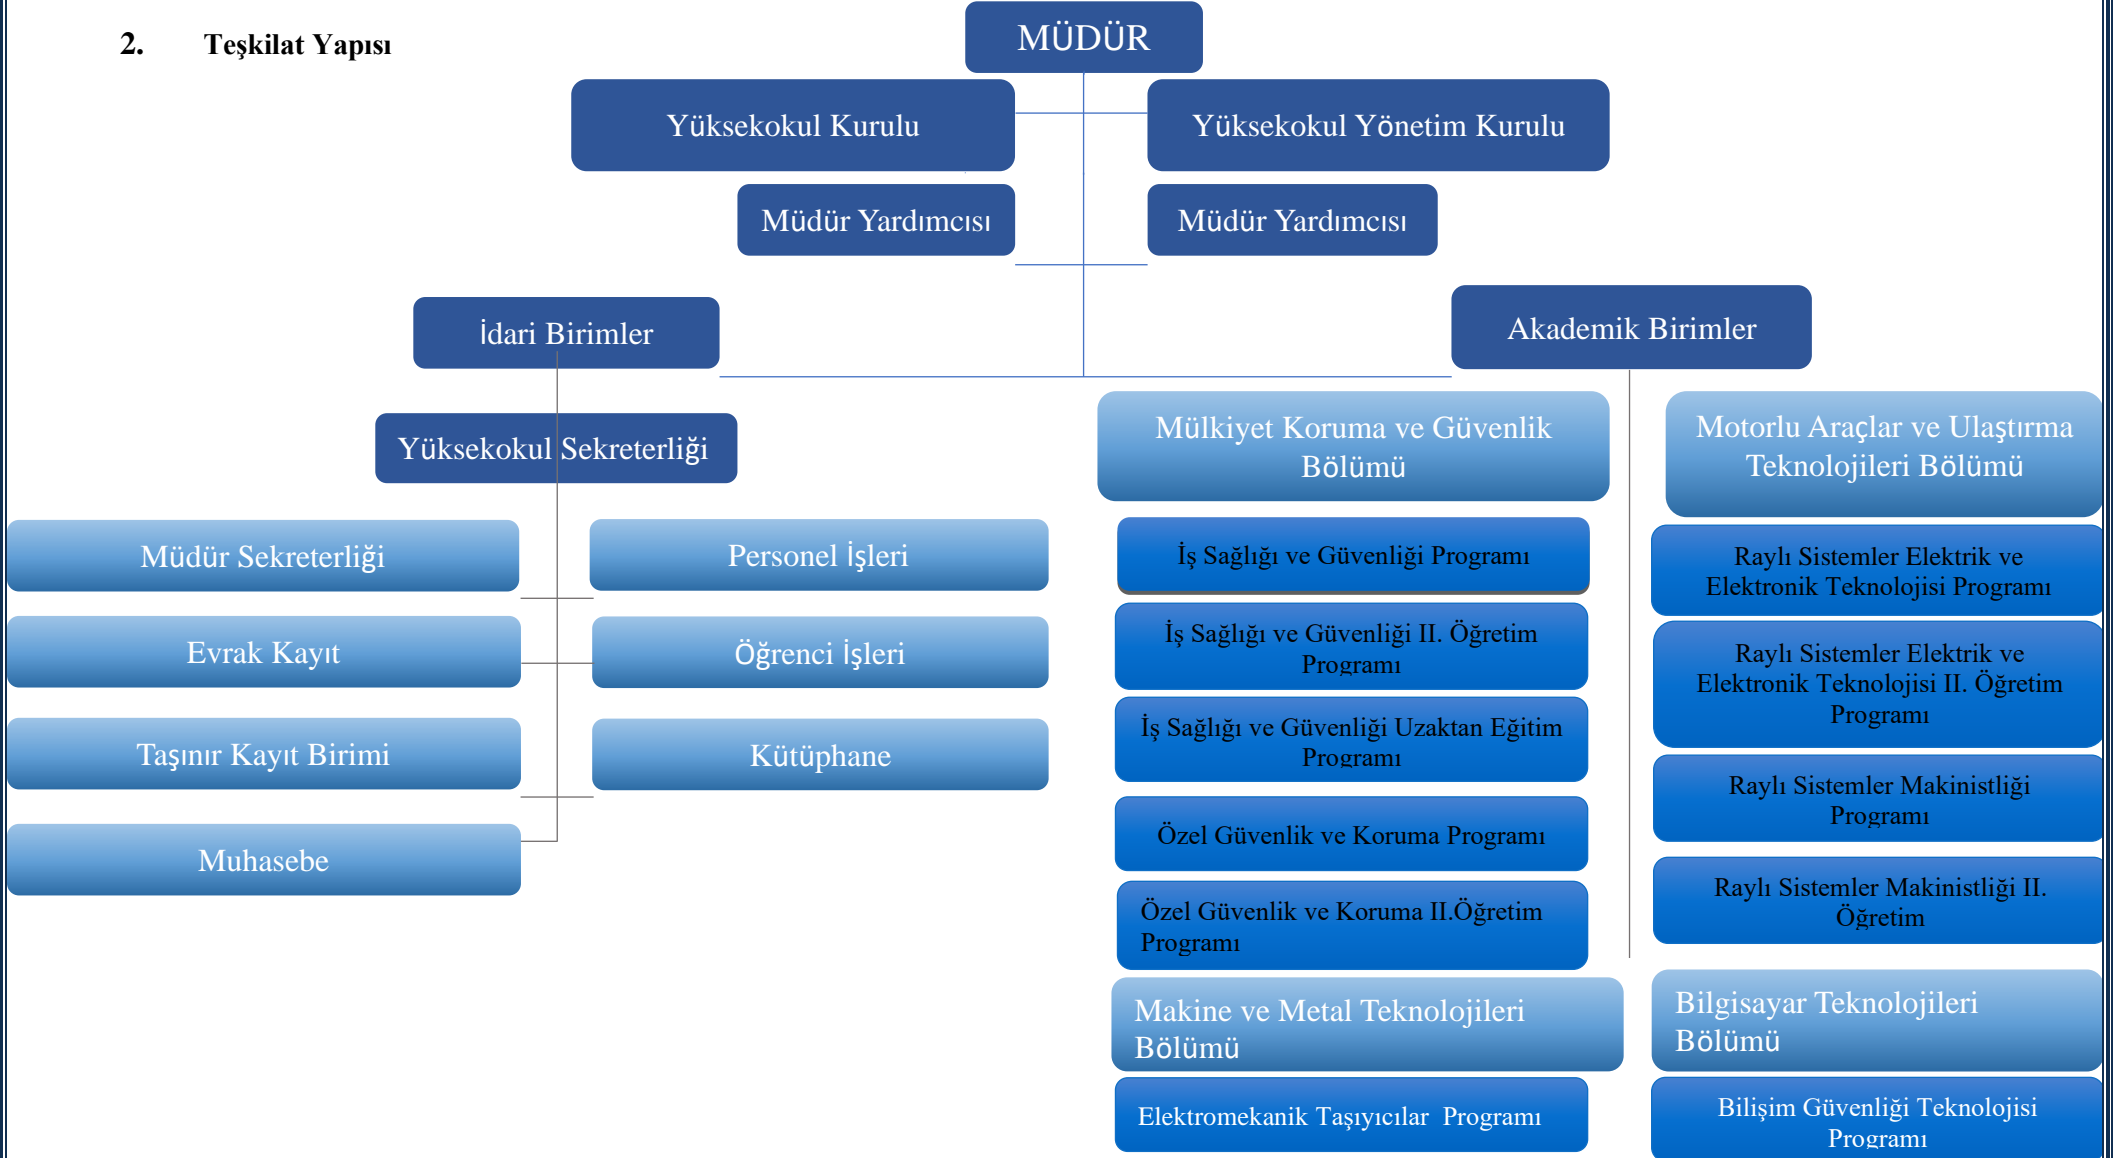 2. Teşkilat Yapısı
MÜDÜR
Yüksekokul Kurulu
Yüksekokul Yönetim Kurulu
Müdür Yardımcısı
Müdür Yardımcısı
İdari Birimler
Akademik Birimler
Yüksekokul Sekreterliği
Müdür Sekreterliği
Personel İşleri
Evrak Kayıt
Öğrenci İşleri
Taşınır Kayıt Birimi
Kütüphane
Muhasebe
Mülkiyet Koruma ve Güvenlik
Bölümü
İş Sağlığı ve Güvenliği Programı
İş Sağlığı ve Güvenliği II. Öğretim
Programı
İş Sağlığı ve Güvenliği Uzaktan Eğitim
Programı
Özel Güvenlik ve Koruma Programı
Özel Güvenlik ve Koruma II.Öğretim
Programı
Makine ve Metal Teknolojileri
Bölümü
Elektromekanik Taşıyıcılar Programı
Motorlu Araçlar ve Ulaştırma
Teknolojileri Bölümü
Raylı Sistemler Elektrik ve
Elektronik Teknolojisi Programı
Raylı Sistemler Elektrik ve
Elektronik Teknolojisi II. Öğretim
Programı
Raylı Sistemler Makinistliği
Programı
Raylı Sistemler Makinistliği II.
Öğretim
Bilgisayar Teknolojileri
Bölümü
Bilişim Güvenliği Teknolojisi
Programı